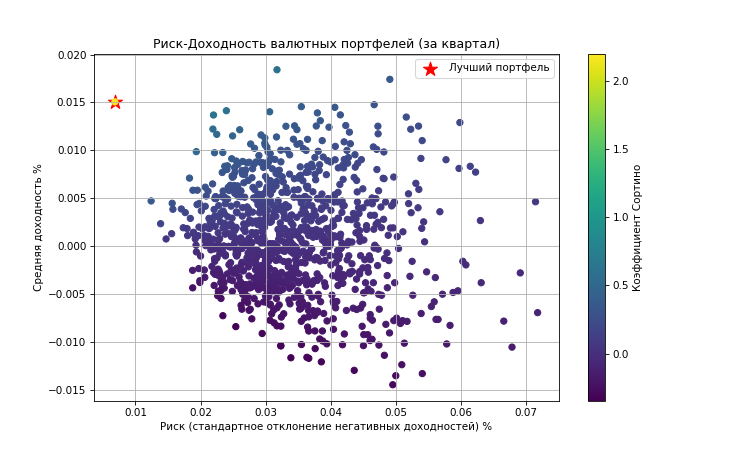 Риск-Доходность валютных портфелей (за квартал)
Лучший портфель
Средняя доходность %
0.020
0.015
0.010
0.005
0.000
−0.005
−0.010
−0.015
0.01 0.02 0.03 0.04 0.05 0.06 0.07
Риск (стандартное отклонение негативных доходностей) %
2.0
1.5
1.0
0.5
0.0
Коэффициент Сортино